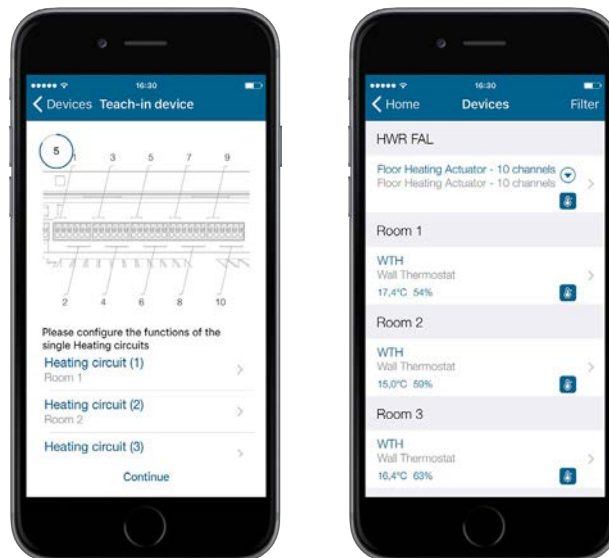 16:30
Devices Teach-in device
5
1 3 5 7 9
2 4 6 8 10
Please configure the functions of the
single Heating circuits
Heating circuit (1)
Room 1
Heating circuit (2)
Room 2
Heating circuit (3)
Continue
16:30
Home Devices Filter
HWR FAL
Floor Heating Actuator - 10 channels
Floor Heating Actuator - 10 channels
Room 1
WTH
Wall Thermostat
17,4°C 54%
Room 2
WTH
Wall Thermostat
15,0°C 59%
Room 3
WTH
Wall Thermostat
16,4°C 63%